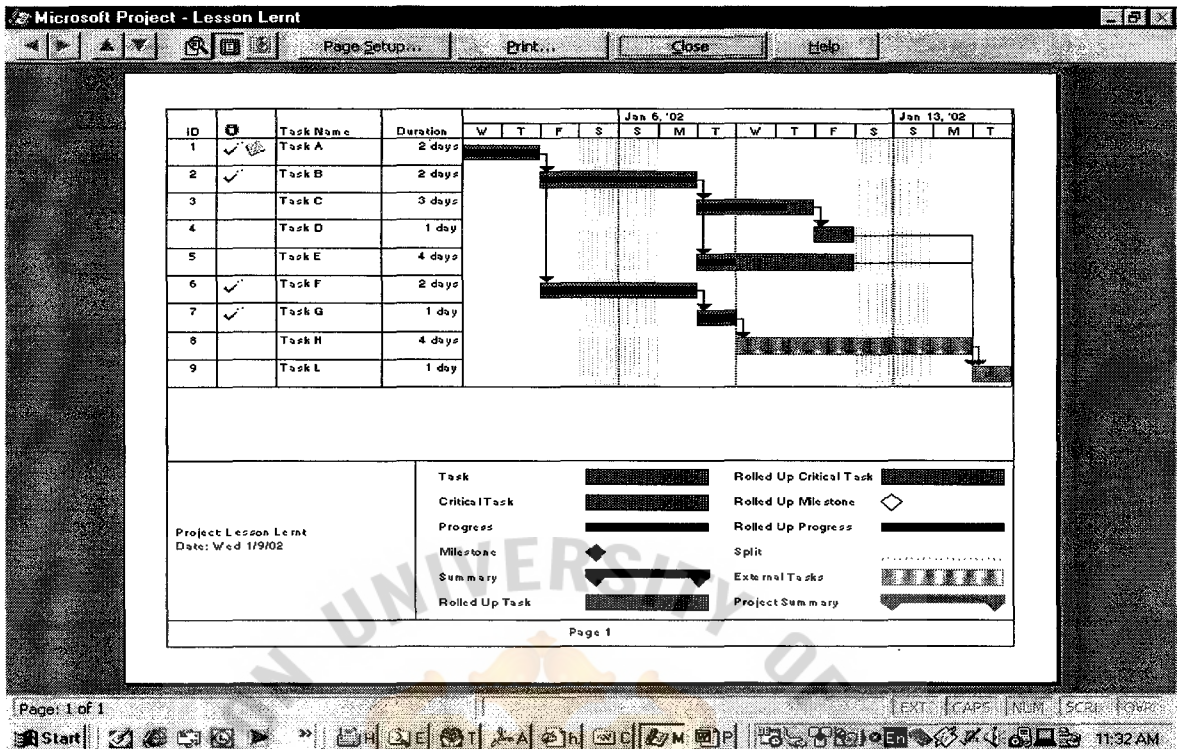 Microsoft Project - Lesson Lernt
Page Setup... Print... Close Help
Jan 6, '02 Jan 13, '02
ID Task Name Duration W T F S S M T W T F S S M T
1 Task A 2 days
2 Task B 2 days
3 Task C 3 days
4 Task D 1 day
5 Task E 4 days
6 Task F 2 days
7 Task G 1 day
8 Task H 4 days
9 Task L 1 day
Project Lesson Lernt
Date: Wed 1/9/02
Task Rolled Up Critical Task
Critical Task Rolled Up Milestone
Progress Rolled Up Progress
Milestone Split
Summary External Tasks
Rolled Up Task Project Summary
Page 1
UNIVERSITY OF
Page: 1 of 1 EXT CAPS NUM SCRL OVR
Start En 11:32 AM